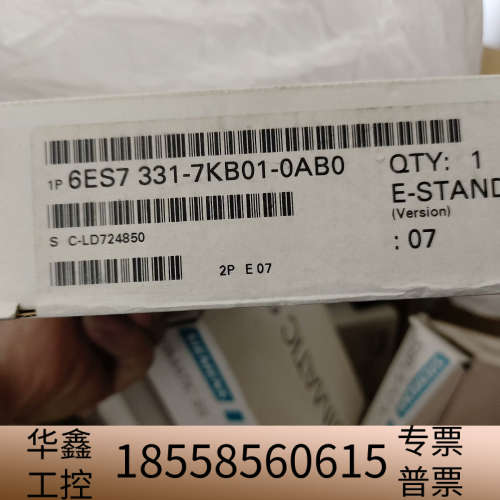 1P 6ES7 331-7KB01-0AB0
QTY: 1
E-STAND
(Version)
: 07
S C-LD724850
2P E 07
SIEMENS
华鑫工控
18558560615
专票
普票